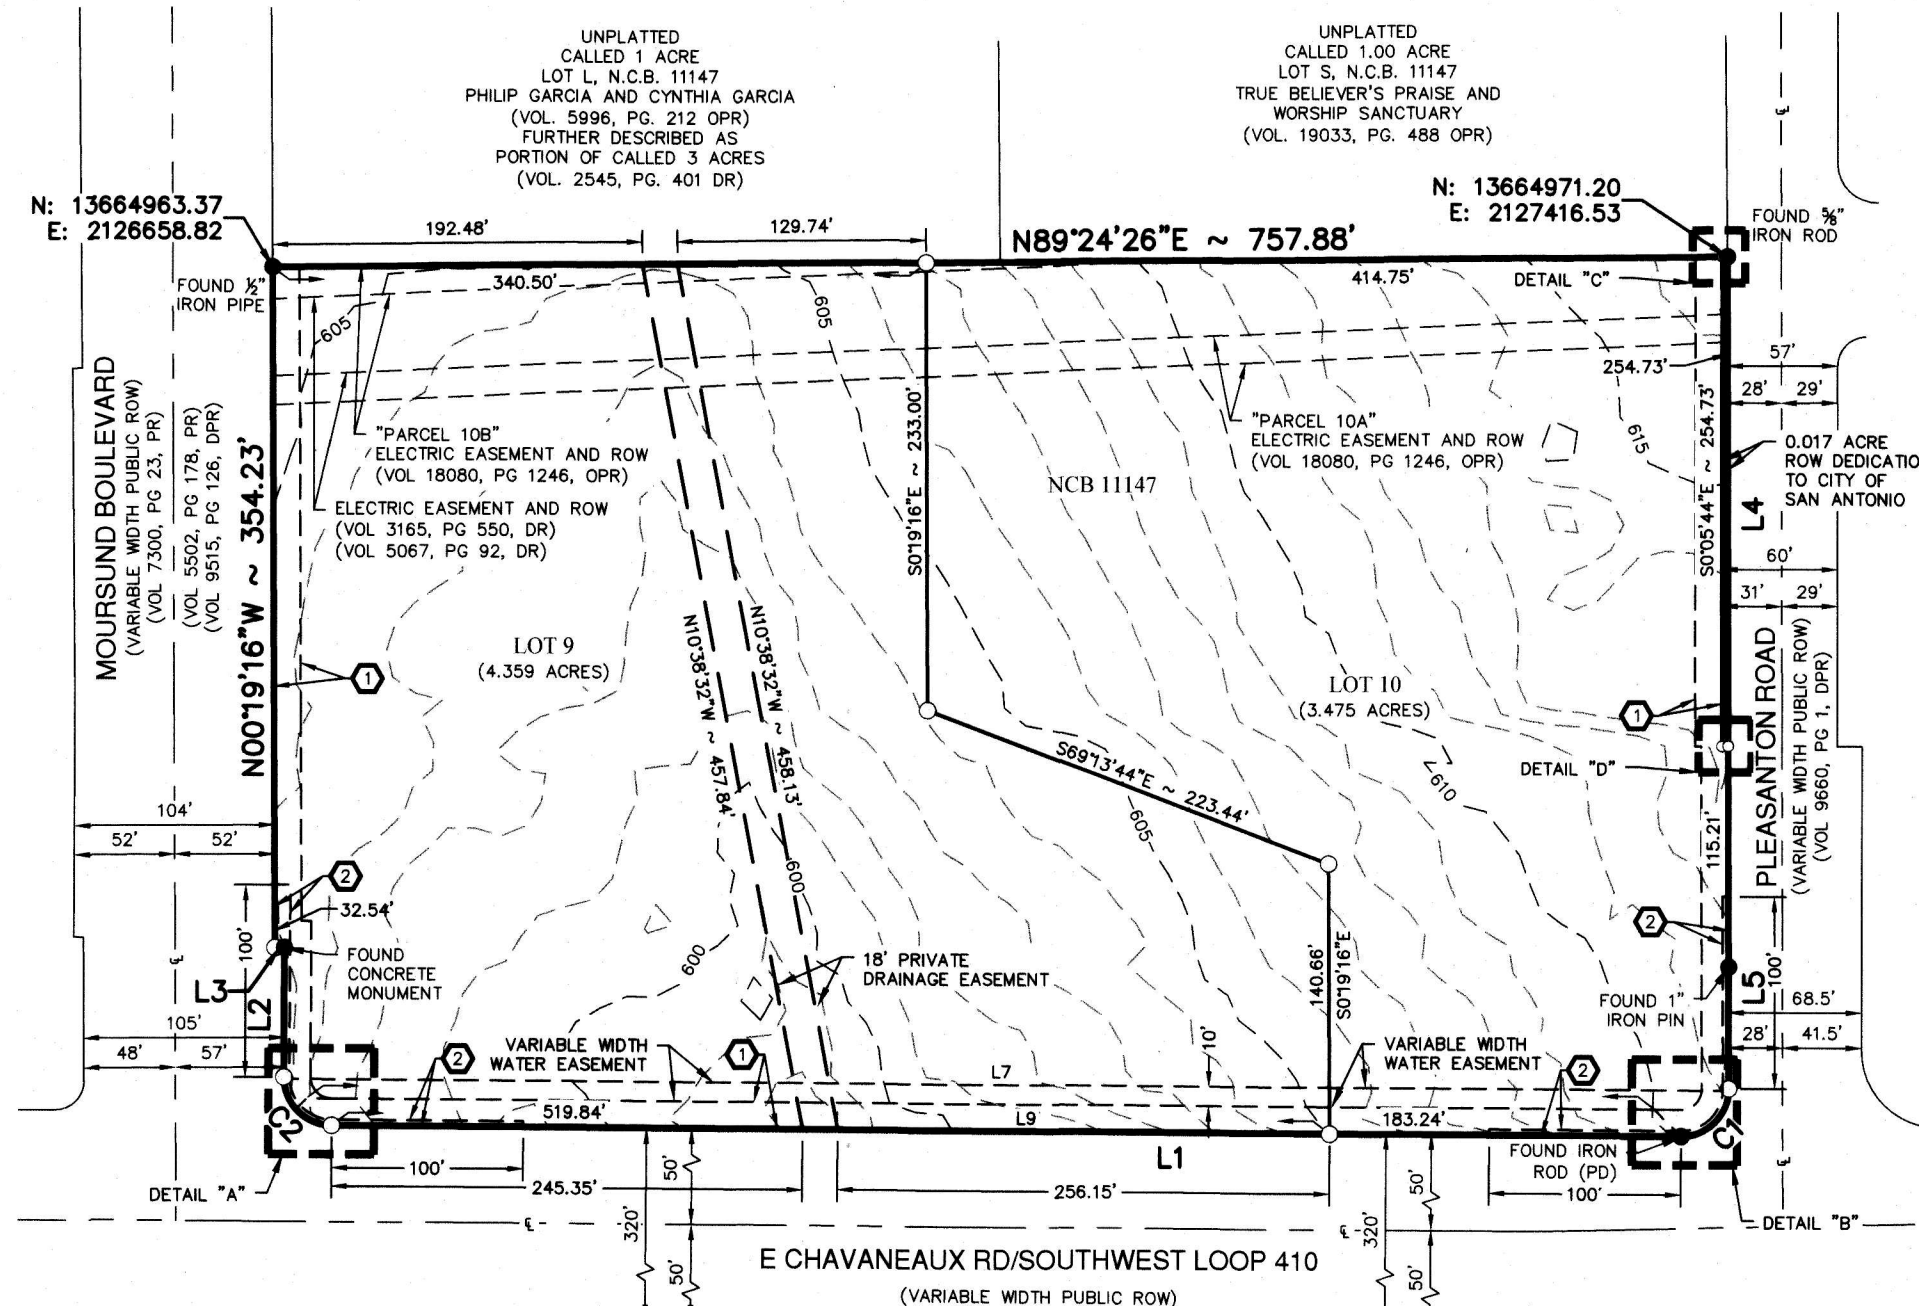 UNPLATTED
CALLED 1 ACRE
LOT L, N.C.B. 11147
PHILIP GARCIA AND CYNTHIA GARCIA
(VOL. 5996, PG. 212 OPR)
FURTHER DESCRIBED AS
PORTION OF CALLED 3 ACRES
(VOL. 2545, PG. 401 DR)
UNPLATTED
CALLED 1.00 ACRE
LOT S, N.C.B. 11147
TRUE BELIEVER'S PRAISE AND
WORSHIP SANCTUARY
(VOL. 19033, PG. 488 OPR)
N: 13664963.37
E: 2126658.82
N: 13664971.20
E: 2127416.53
FOUND ⅝"
IRON ROD
192.48'
129.74'
N89°24'26"E ~ 757.88'
FOUND ½"
IRON PIPE
340.50'
414.75'
DETAIL "C"
605
605
615
254.73'
57'
28'
29'
"PARCEL 10B"
ELECTRIC EASEMENT AND ROW
(VOL 18080, PG 1246, OPR)
ELECTRIC EASEMENT AND ROW
(VOL 3165, PG 550, DR)
(VOL 5067, PG 92, DR)
"PARCEL 10A"
ELECTRIC EASEMENT AND ROW
(VOL 18080, PG 1246, OPR)
0.017 ACRE
ROW DEDICATIO
TO CITY OF
SAN ANTONIO
MOURSUND BOULEVARD
(VARIABLE WIDTH PUBLIC ROW)
(VOL 7300, PG 23, PR)
(VOL 5502, PG 178, PR)
(VOL 9515, PG 126, DPR)
N00°19'16"W ~ 354.23'
S0°19'16"E ~ 233.00'
NCB 11147
S0°05'44"E ~ 254.73'
L4
60'
31'
29'
LOT 9
(4.359 ACRES)
N10°38'32"W ~ 457.84'
N10°38'32"W ~ 458.13'
LOT 10
(3.475 ACRES)
1
1
PLEASANTON ROAD
(VARIABLE WIDTH PUBLIC ROW)
(VOL 9660, PG 1, DPR)
S69°13'44"E ~ 223.44'
DETAIL "D"
610
605
600
600
115.21'
104'
52'
52'
2
32.54'
100'
2
FOUND
CONCRETE
MONUMENT
L3
L2
18' PRIVATE
DRAINAGE EASEMENT
140.66'
S0°19'16"E
FOUND 1"
IRON PIN
L5
100'
68.5'
28'
41.5'
105'
48'
57'
2
VARIABLE WIDTH
WATER EASEMENT
1
10'
VARIABLE WIDTH
WATER EASEMENT
2
L7
519.84'
L9
183.24'
C2
C1
L1
FOUND IRON
ROD (PD)
DETAIL "A"
100'
245.35'
256.15'
100'
50'
50'
320'
320'
50'
50'
DETAIL "B"
E CHAVANEAUX RD/SOUTHWEST LOOP 410
(VARIABLE WIDTH PUBLIC ROW)